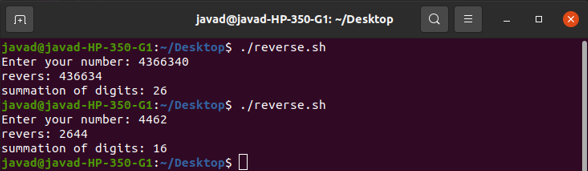 javad@javad-HP-350-G1: ~/Desktop
javad@javad-HP-350-G1:~/Desktop$ ./reverse.sh
Enter your number: 4366340
revers: 436634
summation of digits: 26
javad@javad-HP-350-G1:~/Desktop$ ./reverse.sh
Enter your number: 4462
revers: 2644
summation of digits: 16
javad@javad-HP-350-G1:~/Desktop$